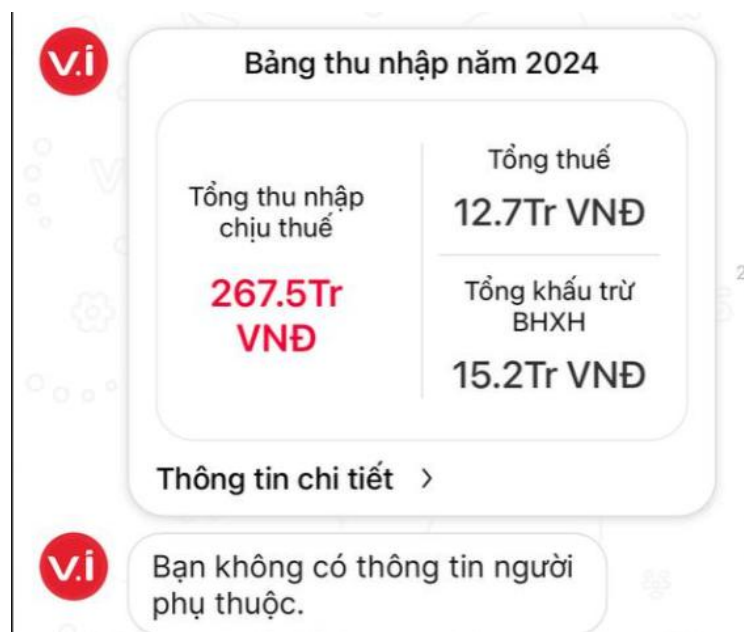 V.i
Bảng thu nhập năm 2024
Tổng thu nhập
chịu thuế
267.5Tr
VNĐ
Tổng thuế
12.7Tr VNĐ
Tổng khấu trừ
BHXH
15.2Tr VNĐ
Thông tin chi tiết >
V.i
Bạn không có thông tin người
phụ thuộc.